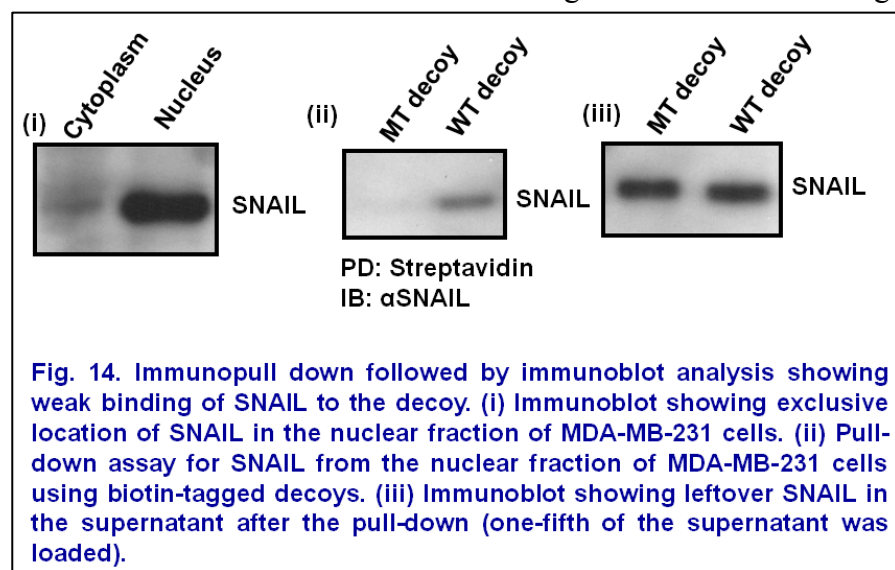 (i)
Cytoplasm
Nucleus
SNAIL
(ii)
MT decoy
WT decoy
SNAIL
PD: Streptavidin
IB: αSNAIL
(iii)
MT decoy
WT decoy
SNAIL
Fig. 14. Immunopull down followed by immunoblot analysis showing
weak binding of SNAIL to the decoy. (i) Immunoblot showing exclusive
location of SNAIL in the nuclear fraction of MDA-MB-231 cells. (ii) Pull-
down assay for SNAIL from the nuclear fraction of MDA-MB-231 cells
using biotin-tagged decoys. (iii) Immunoblot showing leftover SNAIL in
the supernatant after the pull-down (one-fifth of the supernatant was
loaded).